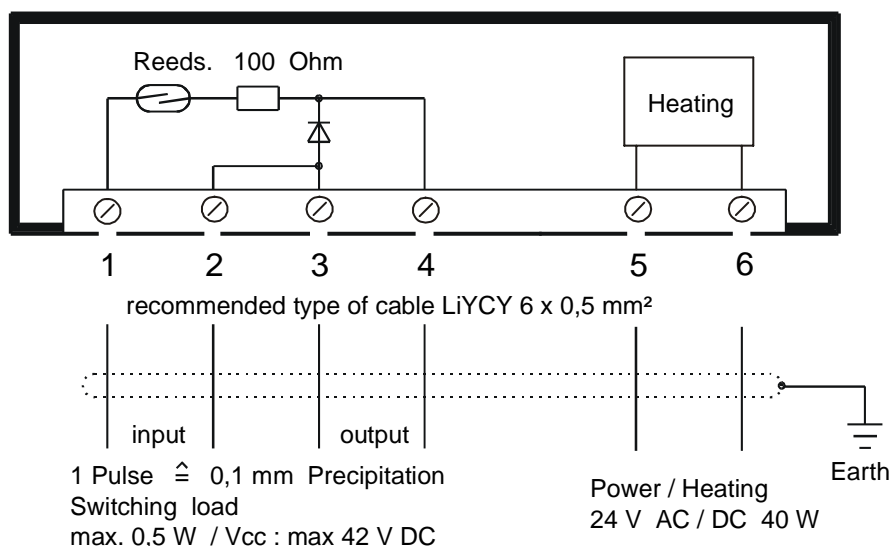 Reeds. 100 Ohm
Heating
1 2 3 4 5 6
recommended type of cable LiYCY 6 x 0,5 mm²
input output
1 Pulse ≙ 0,1 mm Precipitation
Switching load
max. 0,5 W / Vcc : max 42 V DC
Power / Heating
24 V AC / DC 40 W
Earth